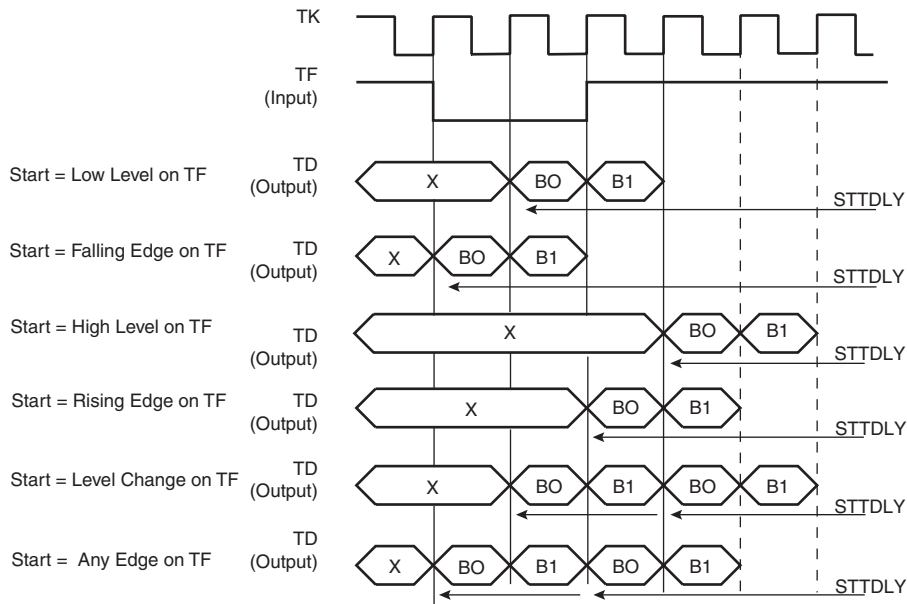 TK
TF
(Input)
Start = Low Level on TF
TD
(Output)
X
BO
B1
STTDLY
Start = Falling Edge on TF
TD
(Output)
X
BO
B1
STTDLY
Start = High Level on TF
TD
(Output)
X
BO
B1
STTDLY
Start = Rising Edge on TF
TD
(Output)
X
BO
B1
STTDLY
Start = Level Change on TF
TD
(Output)
X
BO
B1
BO
B1
STTDLY
Start = Any Edge on TF
TD
(Output)
X
BO
B1
BO
B1
STTDLY